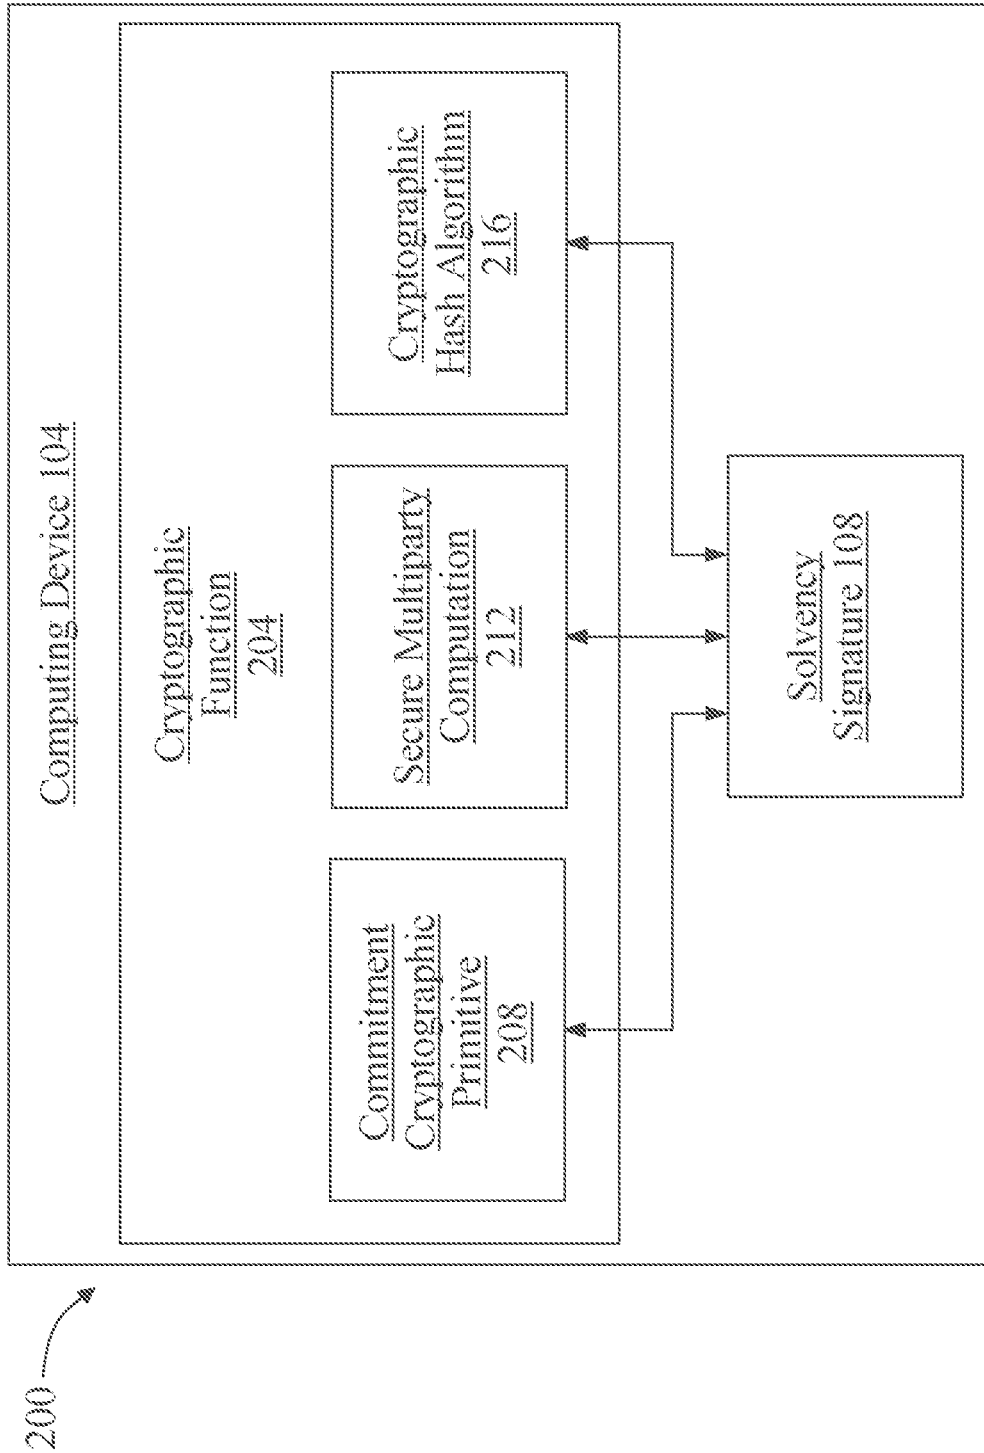 200
Computing Device 104
Cryptographic
Function
204
Commitment
Cryptographic
Primitive
208
Secure Multiparty
Computation
212
Cryptographic
Hash Algorithm
216
Solvency
Signature 108